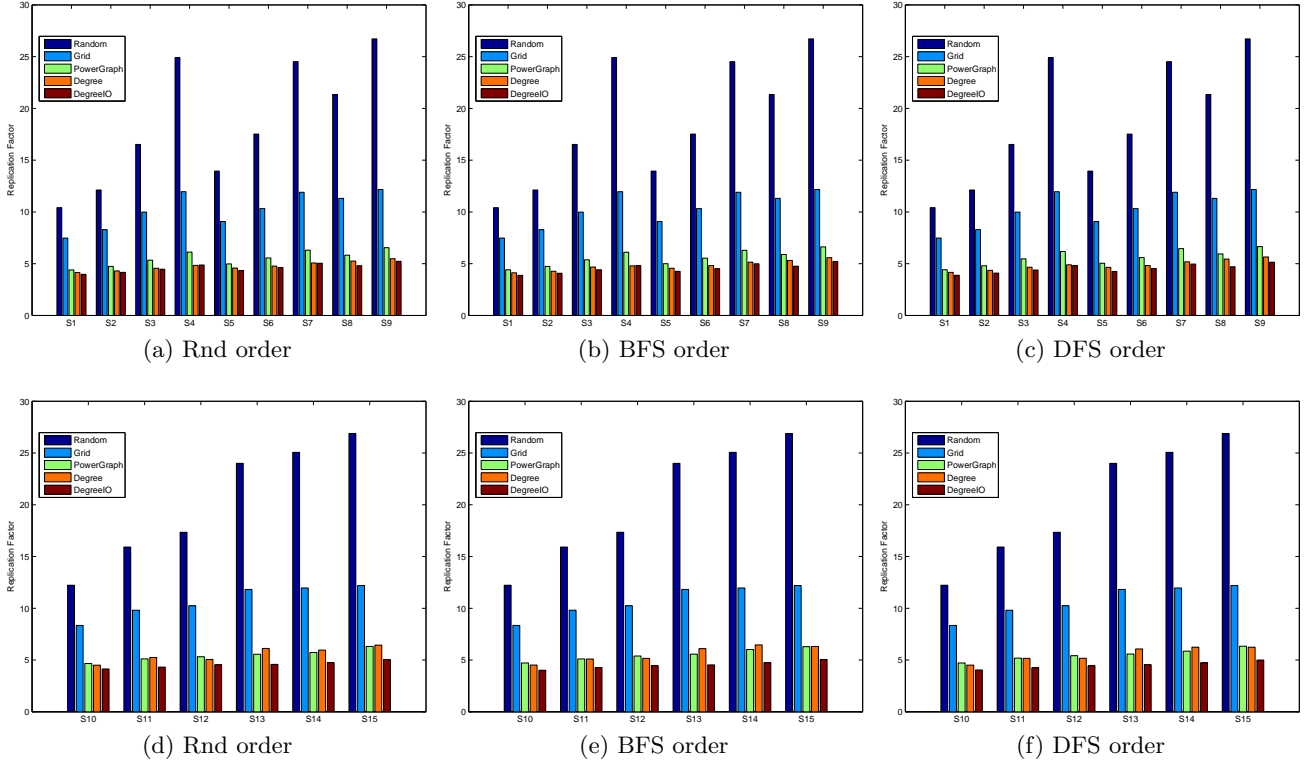 30
25
20
15
10
5
0
Replication Factor
Random
Grid
PowerGraph
Degree
DegreeIO
S1 S2 S3 S4 S5 S6 S7 S8 S9
(a) Rnd order
30
25
20
15
10
5
0
Replication Factor
Random
Grid
PowerGraph
Degree
DegreeIO
S1 S2 S3 S4 S5 S6 S7 S8 S9
(b) BFS order
30
25
20
15
10
5
0
Replication Factor
Random
Grid
PowerGraph
Degree
DegreeIO
S1 S2 S3 S4 S5 S6 S7 S8 S9
(c) DFS order
30
25
20
15
10
5
0
Replication Factor
Random
Grid
PowerGraph
Degree
DegreeIO
S10 S11 S12 S13 S14 S15
(d) Rnd order
30
25
20
15
10
5
0
Replication Factor
Random
Grid
PowerGraph
Degree
DegreeIO
S10 S11 S12 S13 S14 S15
(e) BFS order
30
25
20
15
10
5
0
Replication Factor
Random
Grid
PowerGraph
Degree
DegreeIO
S10 S11 S12 S13 S14 S15
(f) DFS order